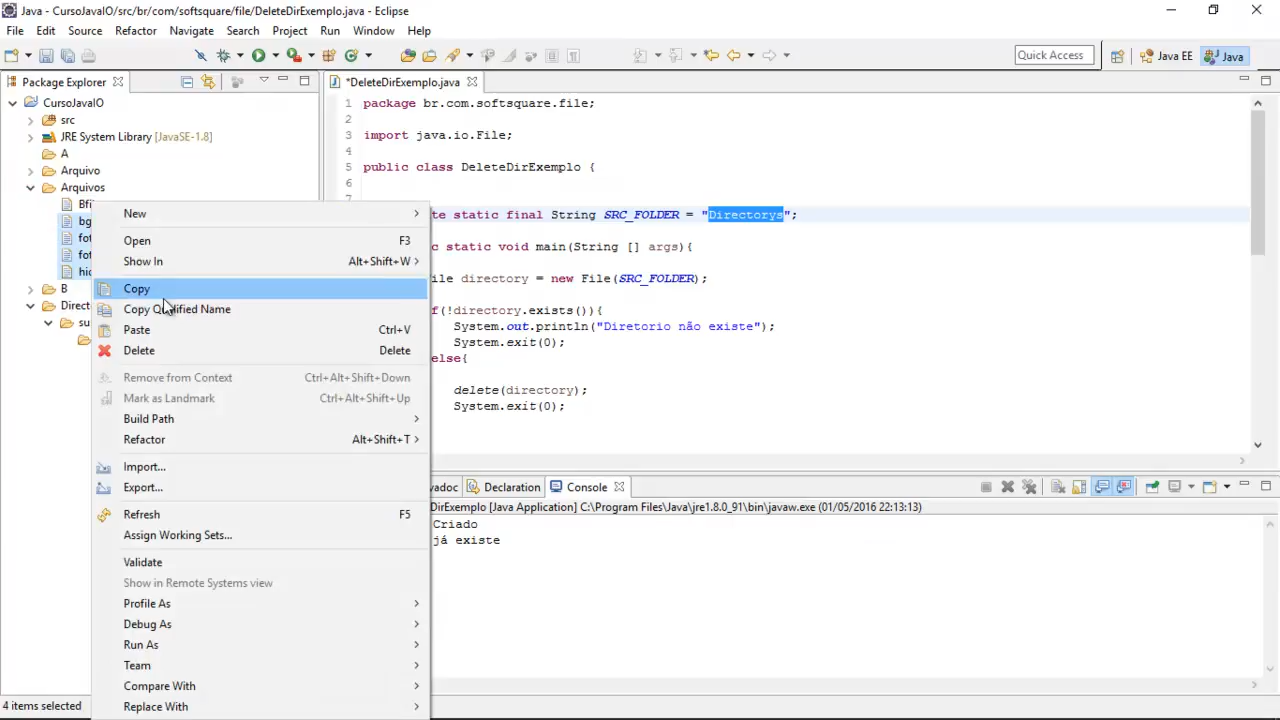 Java - CursoJavaIO/src/br/com/softsquare/file/DeleteDirExemplo.java - Eclipse
File Edit Source Refactor Navigate Search Project Run Window Help
Quick Access Java EE Java
Package Explorer
CursoJavaIO
src
JRE System Library [JavaSE-1.8]
A
Arquivo
Arquivos
B
New
Open F3
Show In Alt+Shift+W
Copy
Copy Qualified Name
Paste Ctrl+V
Delete Delete
Remove from Context Ctrl+Alt+Shift+Down
Mark as Landmark Ctrl+Alt+Shift+Up
Build Path
Refactor Alt+Shift+T
Import...
Export...
Refresh F5
Assign Working Sets...
Validate
Show in Remote Systems view
Profile As
Debug As
Run As
Team
Compare With
Replace With
4 items selected
*DeleteDirExemplo.java
1 package br.com.softsquare.file;
2
3 import java.io.File;
4
5 public class DeleteDirExemplo {
6
7
te static final String SRC_FOLDER = "Directorys";
c static void main(String [] args){
ile directory = new File(SRC_FOLDER);
f(!directory.exists()){
System.out.println("Diretorio não existe");
System.exit(0);
else{
delete(directory);
System.exit(0);
vadoc Declaration Console
DirExemplo [Java Application] C:\Program Files\Java\jre1.8.0_91\bin\javaw.exe (01/05/2016 22:13:13)
Criado
já existe